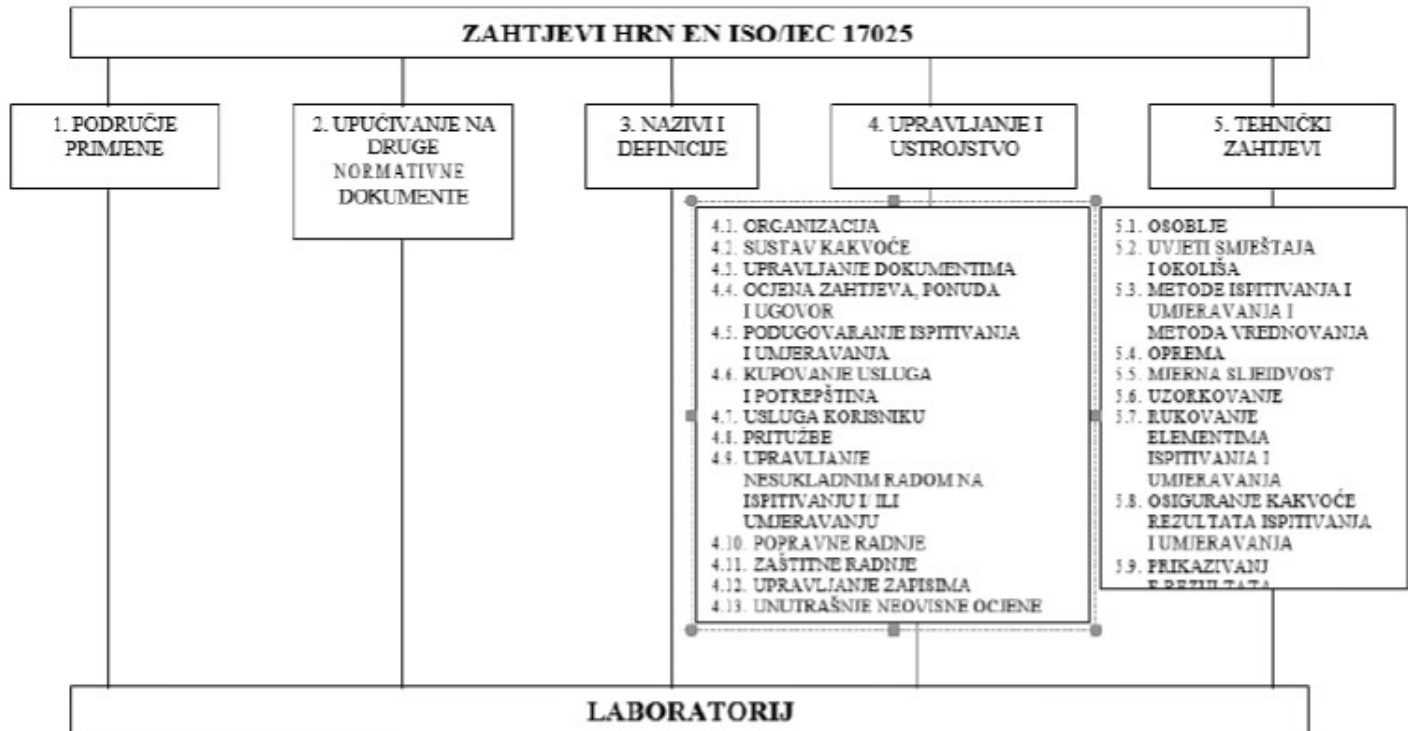 ZAHTJEVI HRN EN ISO/IEC 17025
1. PODRUČJE
PRIMJENE
2. UPUĆIVANJE NA
DRUGE
NORMATIVNE
DOKUMENTE
3. NAZIVI I
DEFINICIJE
4. UPRAVLJANJE I
USTROJSTVO
5. TEHNIČKI
ZAHTJEVI
4.1. ORGANIZACIJA
4.2. SUSTAV KAKVOĆE
4.3. UPRAVLJANJE DOKUMENTIMA
4.4. OCJENA ZAHTJEVA, PONUDA
I UGOVOR
4.5. PODUGOVARANJE ISPITIVANJA
I UMJERAVANJA
4.6. KUPOVANJE USLUGA
I POTREPŠTINA
4.7. USLUGA KORISNIKU
4.8. PRITUŽBE
4.9. UPRAVLJANJE
NESUKLADNIM RADOM NA
ISPITIVANJU I/ ILI
UMJERAVANJU
4.10. POPRAVNE RADNJE
4.11. ZAŠTITNE RADNJE
4.12. UPRAVLJANJE ZAPISIMA
4.13. UNUTRAŠNJE NEOVISNE OCJENE
5.1. OSOBLJE
5.2. UVJETI SMJEŠTAJA
I OKOLIŠA
5.3. METODE ISPITIVANJA I
UMJERAVANJA I
METODA VREDNOVANJA
5.4. OPREMA
5.5. MJERNA SLJEIDVOST
5.6. UZORKOVANJE
5.7. RUKOVANJE
ELEMENTIMA
ISPITIVANJA I
UMJERAVANJA
5.8. OSIGURANJE KAKVOĆE
REZULTATA ISPITIVANJA
I UMJERAVANJA
5.9. PRIKAZIVANJ
E REZULTATA
LABORATORIJ